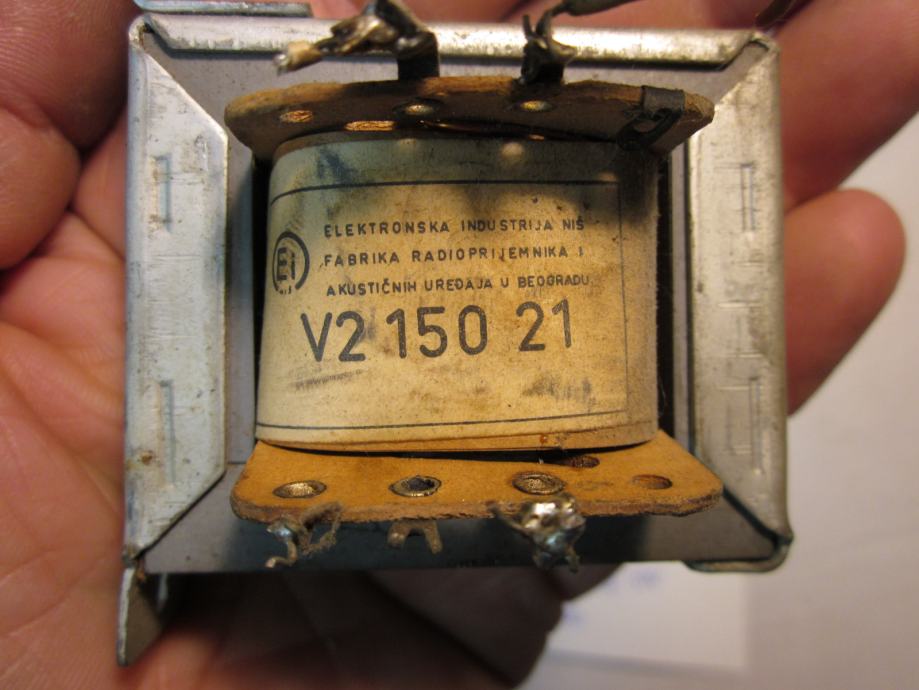 ELEKTRONSKA INDUSTRIJA NIŠ
Ei
FABRIKA RADIOPRIJEMNIKA I
AKUSTIČNIH UREĐAJA U BEOGRADU
V2 150 21